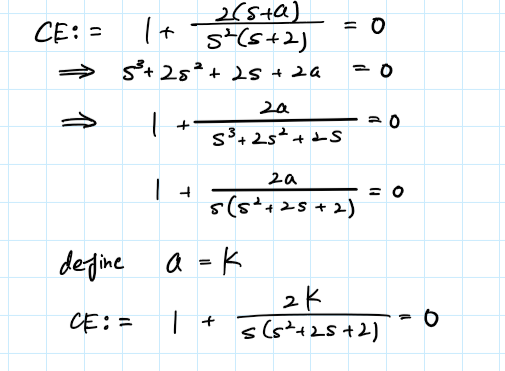 CE: = 1 + 2(s+a) / s²(s+2) = 0
⇒ s³ + 2s² + 2s + 2a = 0
⇒ 1 + 2a / s³ + 2s² + 2s = 0
1 + 2a / s(s² + 2s + 2) = 0
define a = K
CE: = 1 + 2K / s(s² + 2s + 2) = 0